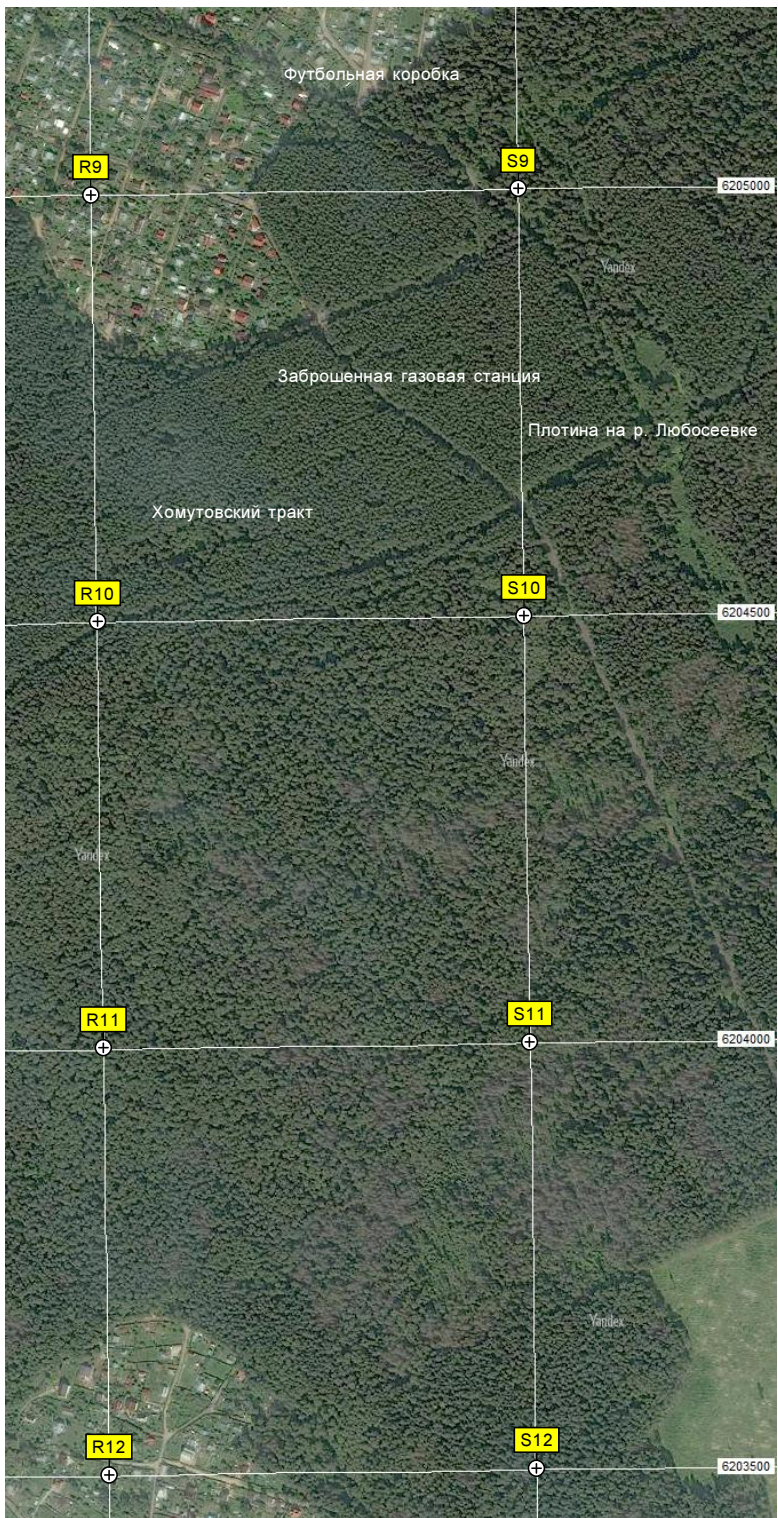 Футбольная коробка
R9
S9
6205000
Yandex
Заброшенная газовая станция
Плотина на р. Любосеевке
Хомутовский тракт
R10
S10
6204500
Yandex
Yandex
R11
S11
6204000
Yandex
R12
S12
6203500